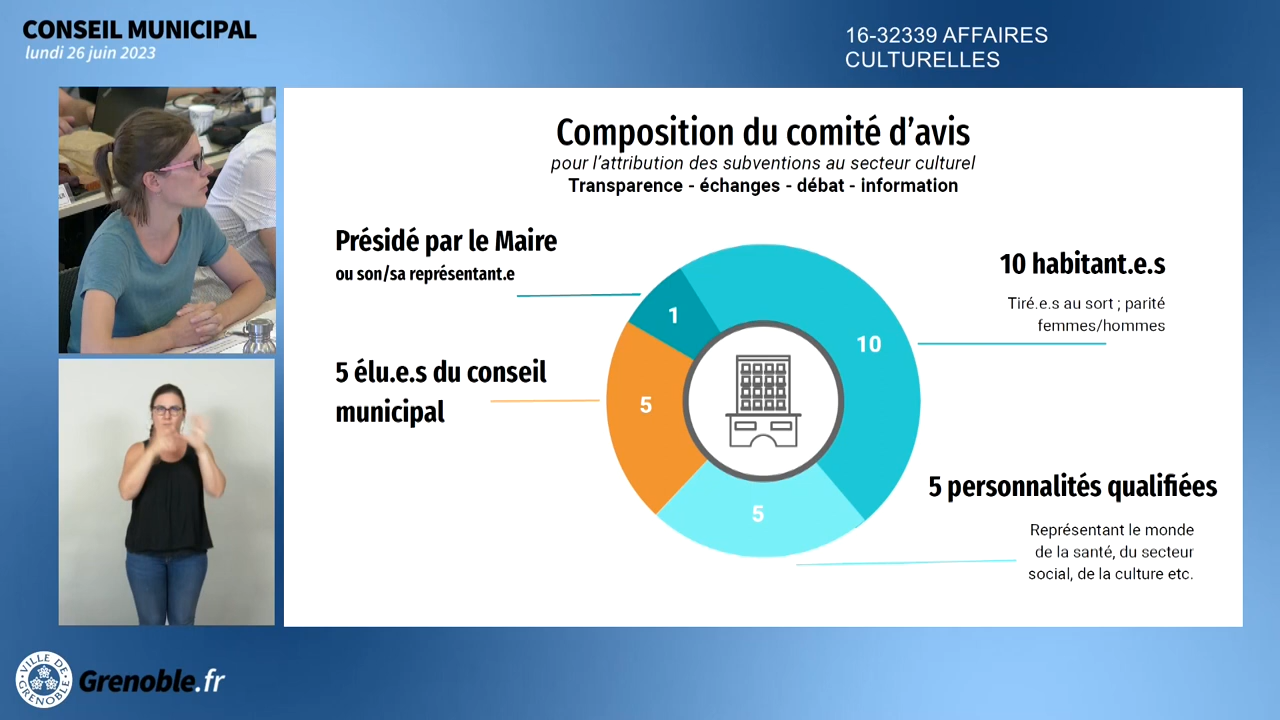 CONSEIL MUNICIPAL
lundi 26 juin 2023
16-32339 AFFAIRES
CULTURELLES
Composition du comité d'avis
pour l'attribution des subventions au secteur culturel
Transparence - échanges - débat - information
Présidé par le Maire
ou son/sa représentant.e
5 élu.e.s du conseil
municipal
1
10
5
5
10 habitant.e.s
Tiré.e.s au sort ; parité
femmes/hommes
5 personnalités qualifiées
Représentant le monde
de la santé, du secteur
social, de la culture etc.
VILLE DE
GRENOBLE
Grenoble.fr